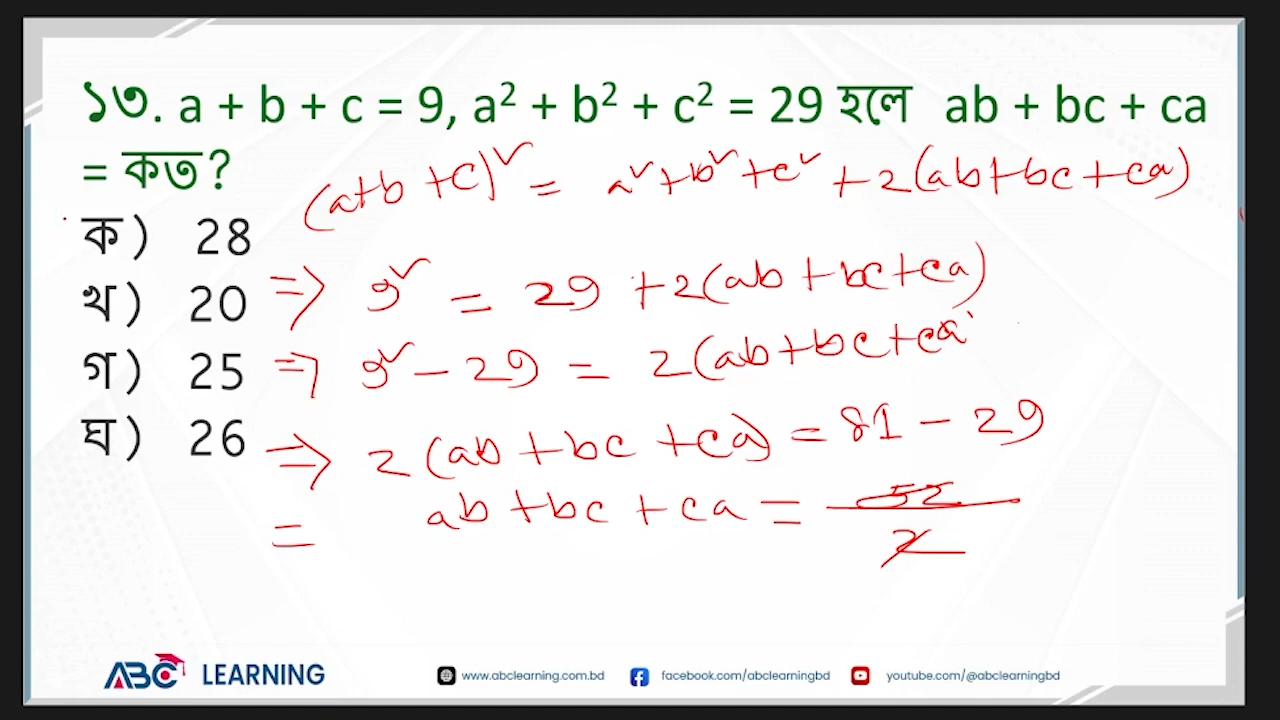 ১৩. a + b + c = 9, a² + b² + c² = 29 হলে ab + bc + ca
= কত?
(a+b+c)² = a²+b²+c²+2(ab+bc+ca)
ক) 28
⇒ 9² = 29 +2(ab+bc+ca)
খ) 20
⇒ 9² - 29 = 2(ab+bc+ca
গ) 25
⇒ 2(ab+bc+ca) = 81 - 29
ঘ) 26
= ab+bc+ca = 52/2
ABC LEARNING www.abclearning.com.bd facebook.com/abclearningbd youtube.com/@abclearningbd